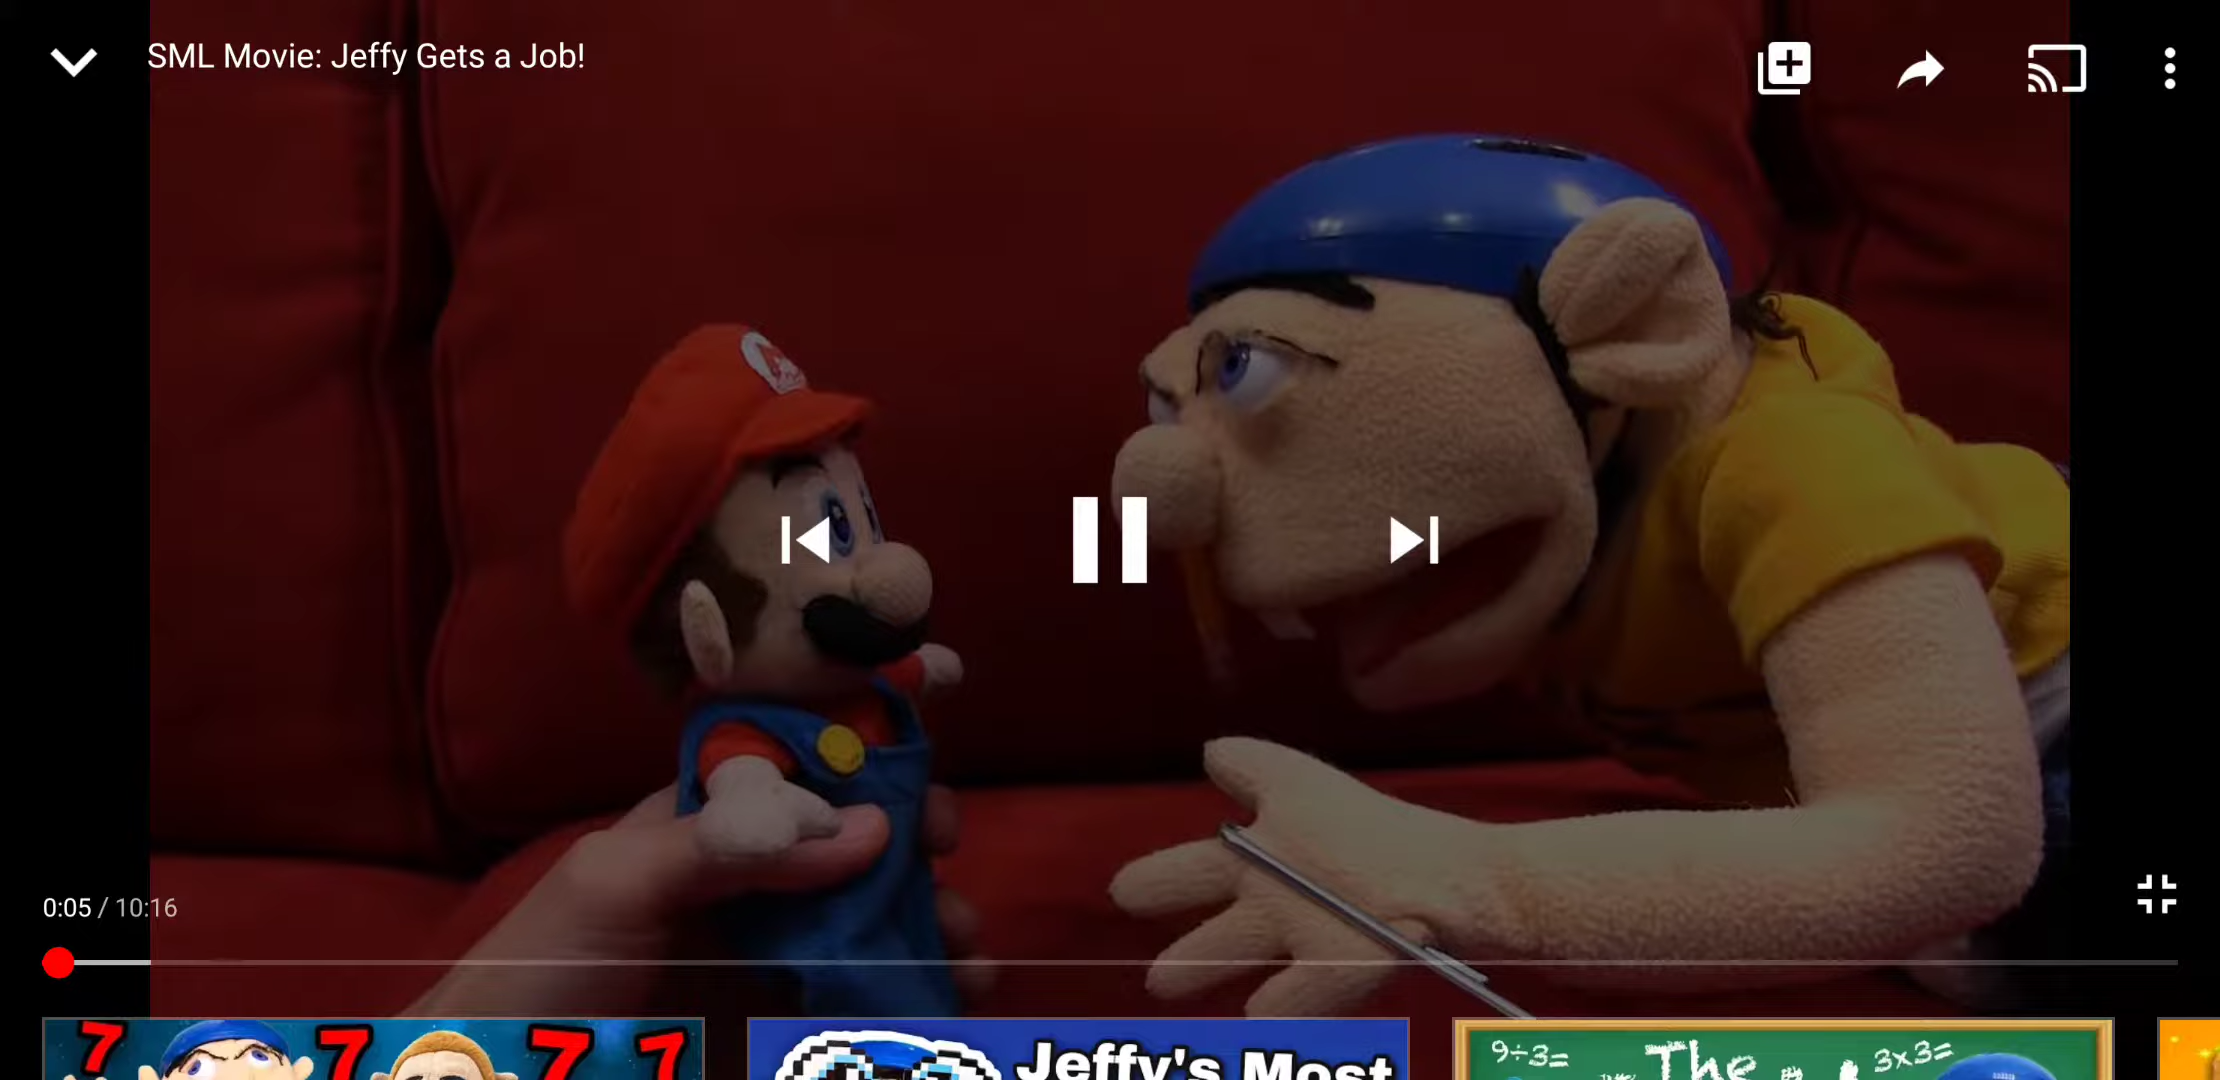 SML Movie: Jeffy Gets a Job!
0:05 / 10:16
7 7 7 7
Jeffy's Most
9÷3=
The
3x3=